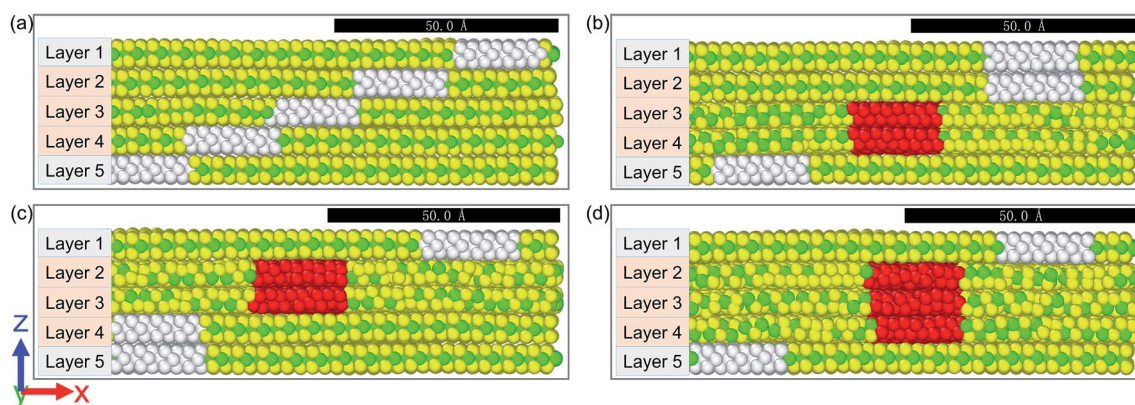 (a)
50.0 Å
Layer 1
Layer 2
Layer 3
Layer 4
Layer 5
(b)
50.0 Å
Layer 1
Layer 2
Layer 3
Layer 4
Layer 5
(c)
50.0 Å
Layer 1
Layer 2
Layer 3
Layer 4
Layer 5
(d)
50.0 Å
Layer 1
Layer 2
Layer 3
Layer 4
Layer 5
Z
y
X